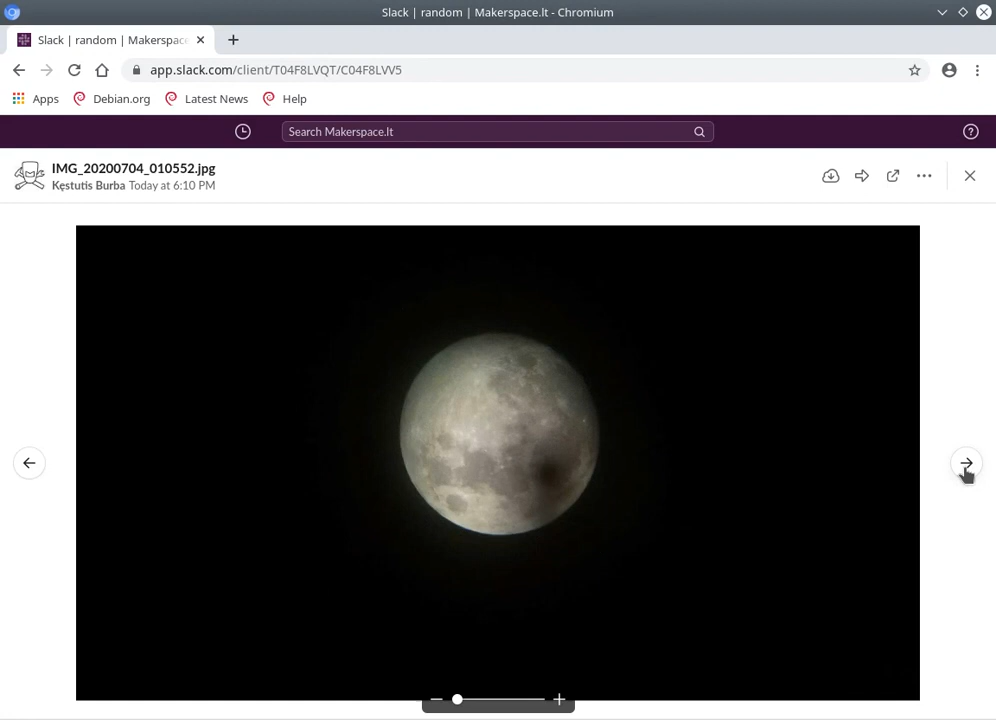 Slack | random | Makerspace.lt - Chromium
Slack | random | Makerspace
app.slack.com/client/T04F8LVQT/C04F8LVV5
Apps Debian.org Latest News Help
Search Makerspace.lt
IMG_20200704_010552.jpg
Kęstutis Burba Today at 6:10 PM